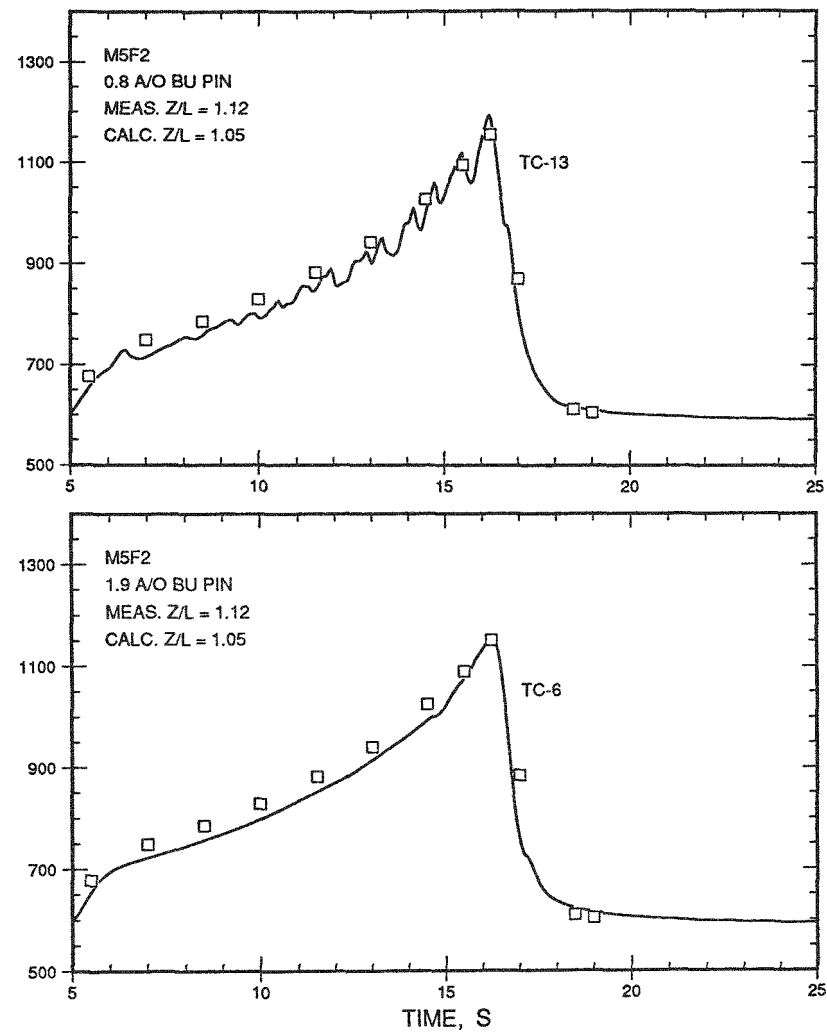 1300
1100
900
700
500
M5F2
0.8 A/O BU PIN
MEAS. Z/L = 1.12
CALC. Z/L = 1.05
TC-13
5 10 15 20 25
1300
1100
900
700
500
M5F2
1.9 A/O BU PIN
MEAS. Z/L = 1.12
CALC. Z/L = 1.05
TC-6
5 10 15 20 25
TIME, S